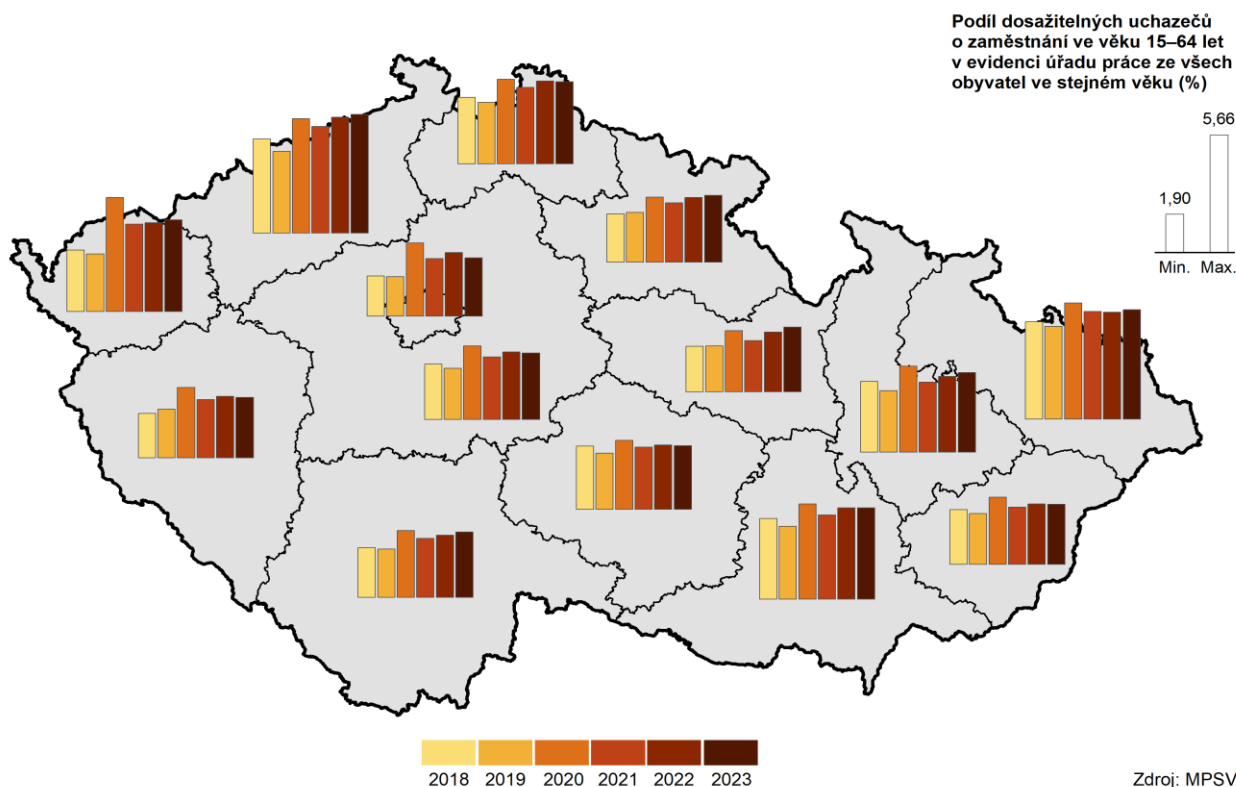 Podíl dosažitelných uchazečů
o zaměstnání ve věku 15–64 let
v evidenci úřadu práce ze všech
obyvatel ve stejném věku (%)
5,66
1,90
Min. Max.
2018 2019 2020 2021 2022 2023
Zdroj: MPSV